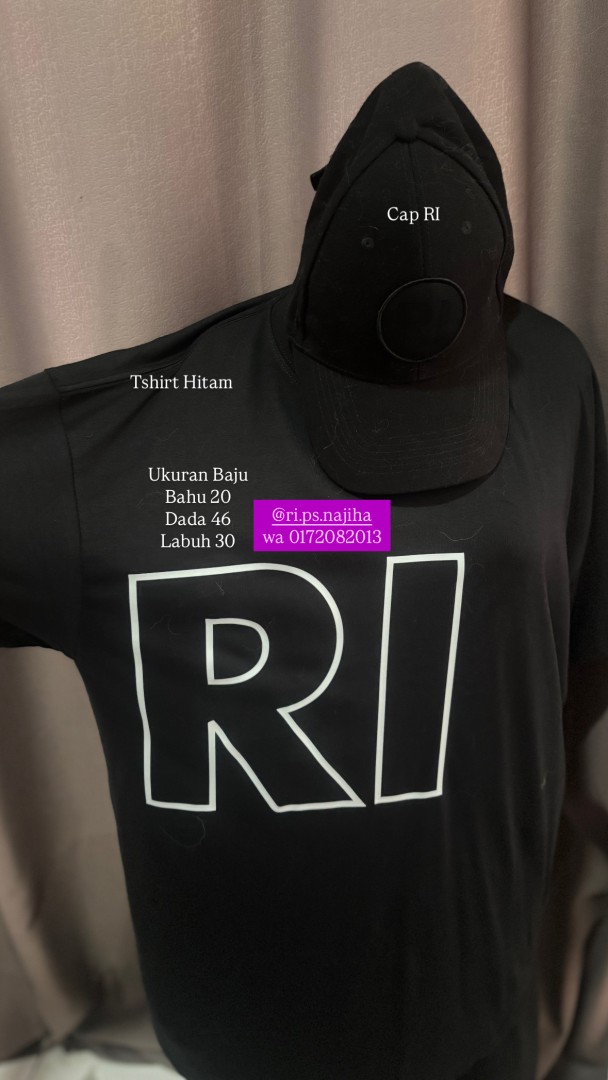 Cap RI
Tshirt Hitam
Ukuran Baju
Bahu 20
Dada 46
Labuh 30
@ri.ps.najiha
wa 0172082013
RI